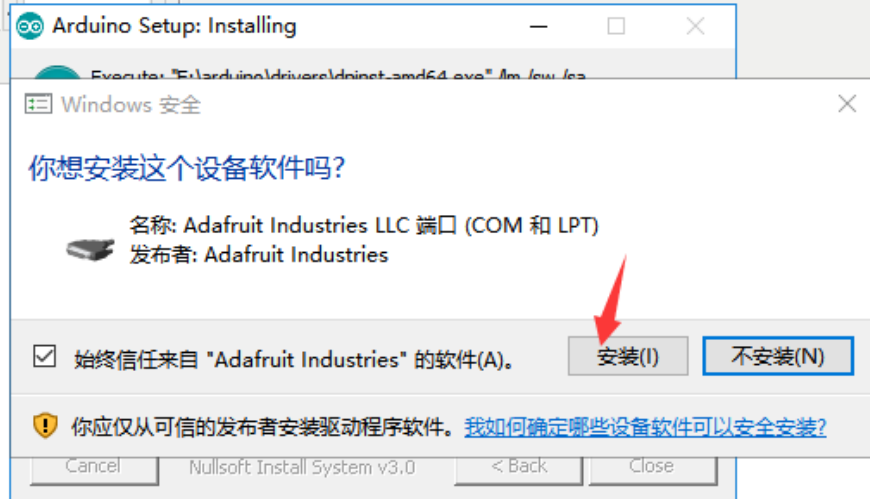 Arduino Setup: Installing
Execute: "E:\arduino\drivers\dpinst-amd64.exe" /lm /sw /sa
Windows 安全
你想安装这个设备软件吗?
名称: Adafruit Industries LLC 端口 (COM 和 LPT)
发布者: Adafruit Industries
始终信任来自 "Adafruit Industries" 的软件(A)。
安装(I)
不安装(N)
你应仅从可信的发布者安装驱动程序软件。我如何确定哪些设备软件可以安全安装?
Cancel
Nullsoft Install System v3.0
< Back
Close